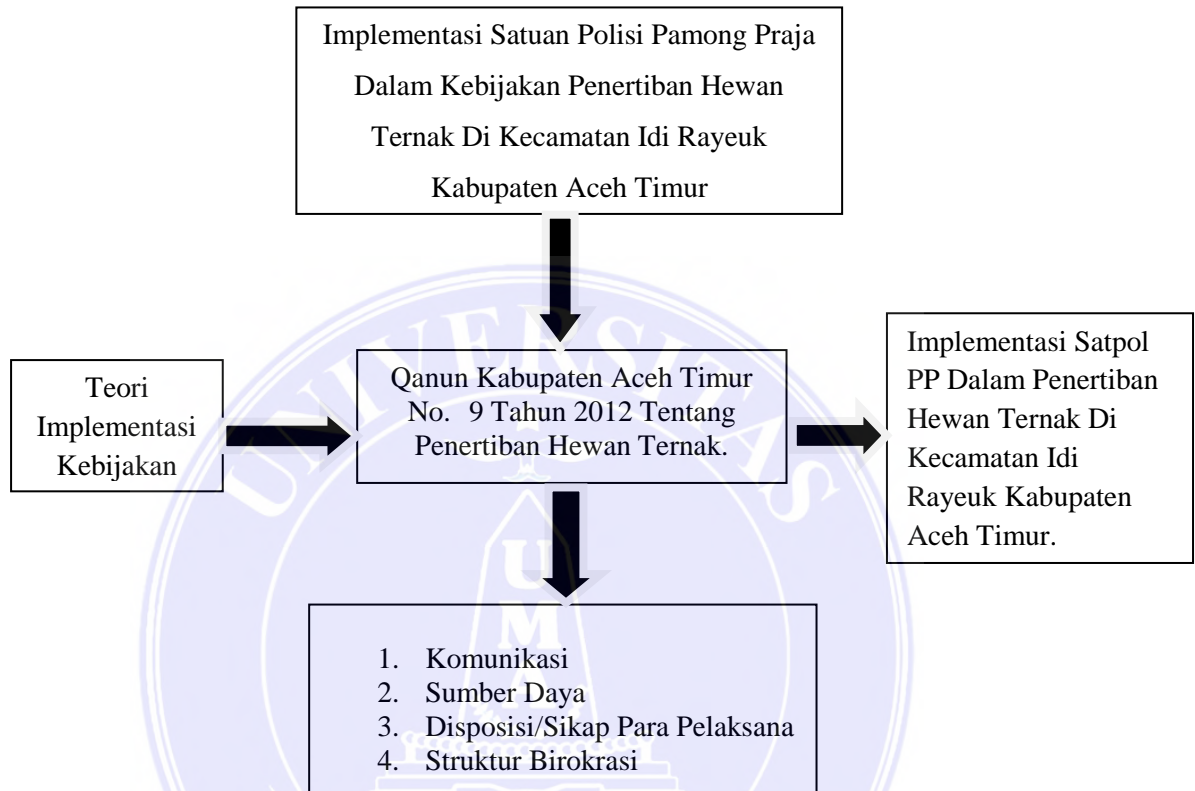 Implementasi Satuan Polisi Pamong Praja
Dalam Kebijakan Penertiban Hewan
Ternak Di Kecamatan Idi Rayeuk
Kabupaten Aceh Timur
UNIVERSITAS
Teori
Implementasi
Kebijakan
Qanun Kabupaten Aceh Timur
No. 9 Tahun 2012 Tentang
Penertiban Hewan Ternak.
Implementasi Satpol
PP Dalam Penertiban
Hewan Ternak Di
Kecamatan Idi
Rayeuk Kabupaten
Aceh Timur.
U
M
A
1. Komunikasi
2. Sumber Daya
3. Disposisi/Sikap Para Pelaksana
4. Struktur Birokrasi